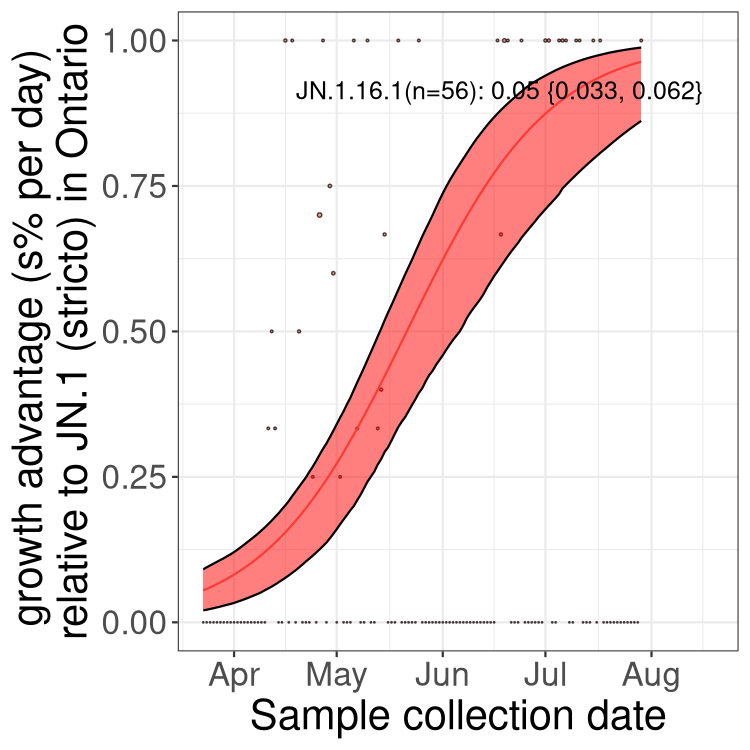 growth advantage (s% per day)
relative to JN.1 (stricto) in Ontario
1.00
0.75
0.50
0.25
0.00
JN.1.16.1(n=56): 0.05 {0.033, 0.062}
Apr May Jun Jul Aug
Sample collection date